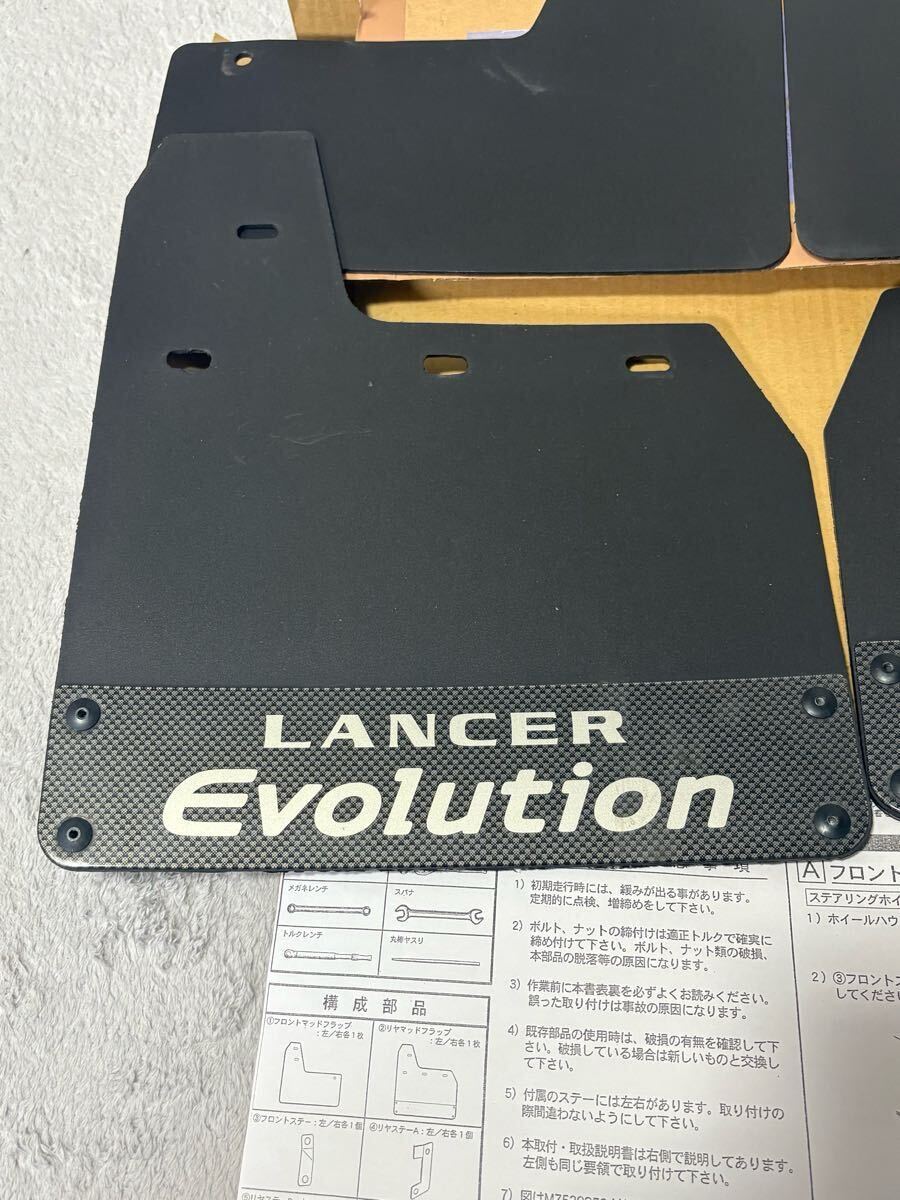 LANCER
Evolution
メガネレンチ
スパナ
トルクレンチ
丸棒ヤスリ
構成部品
①フロントマッドフラップ
：左／右各1枚
②リヤマッドフラップ
：左／右各1枚
③フロントステー：左／右各1個
④リヤステーA：左／右各1個
項
1）初期走行時には、緩みが出る事があります。
定期的に点検、増締めをして下さい。
2）ボルト、ナットの締付けは適正トルクで確実に
締め付けて下さい。ボルト、ナット類の破損、
本部品の脱落等の原因になります。
3）作業前に本書表裏を必ずよくお読みください。
誤った取り付けは事故の原因になります。
4）既存部品の使用時は、破損の有無を確認して下
さい。破損している場合は新しいものと交換し
て下さい。
5）付属のステーには左右があります。取り付けの
際間違わないようにして下さい。
6）本取付・取扱説明書は右側で説明してあります。
左側も同じ要領で取り付けて下さい。
A フロント
ステアリングホイ
1）ホイールハウ
2）③フロントス
してくださ